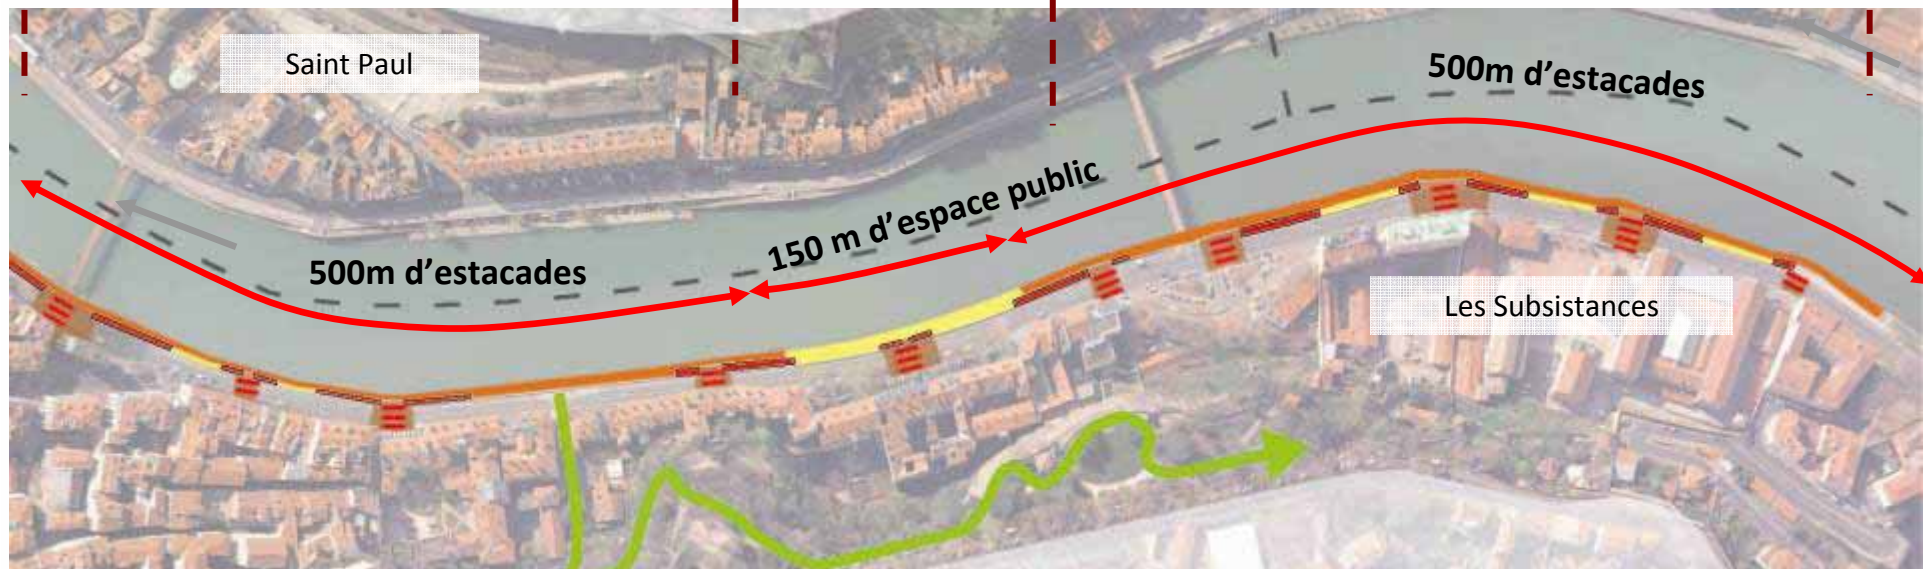 Saint Paul
500m d'estacades
150 m d'espace public
500m d’estacades
Les Subsistances